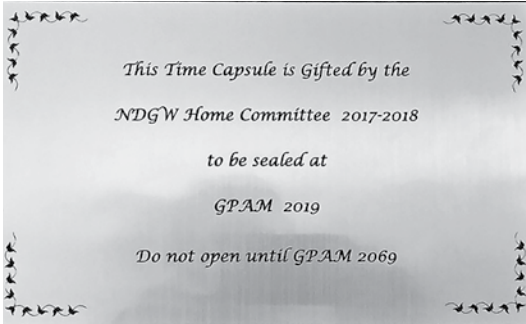 This Time Capsule is Gifted by the
NDGW Home Committee 2017-2018
to be sealed at
GPAM 2019
Do not open until GPAM 2069